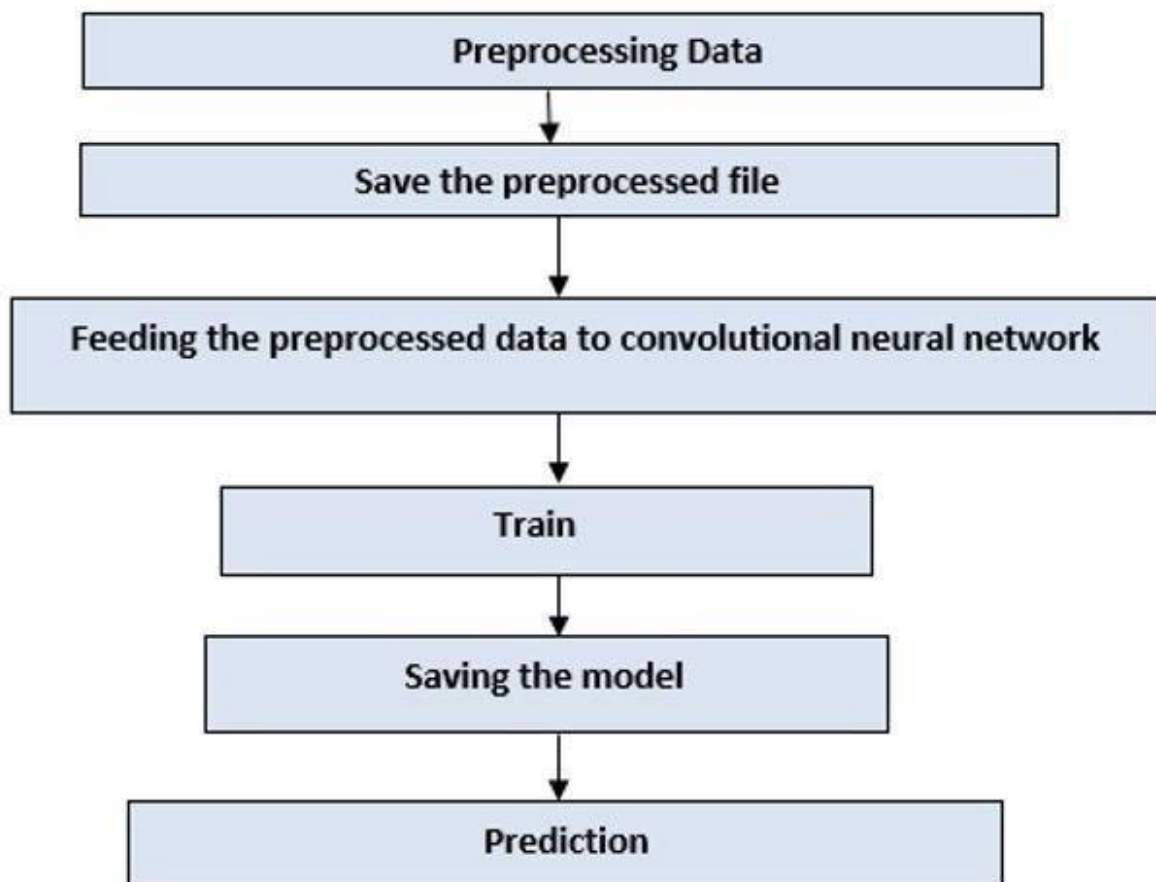 Preprocessing Data
Save the preprocessed file
Feeding the preprocessed data to convolutional neural network
Train
Saving the model
Prediction